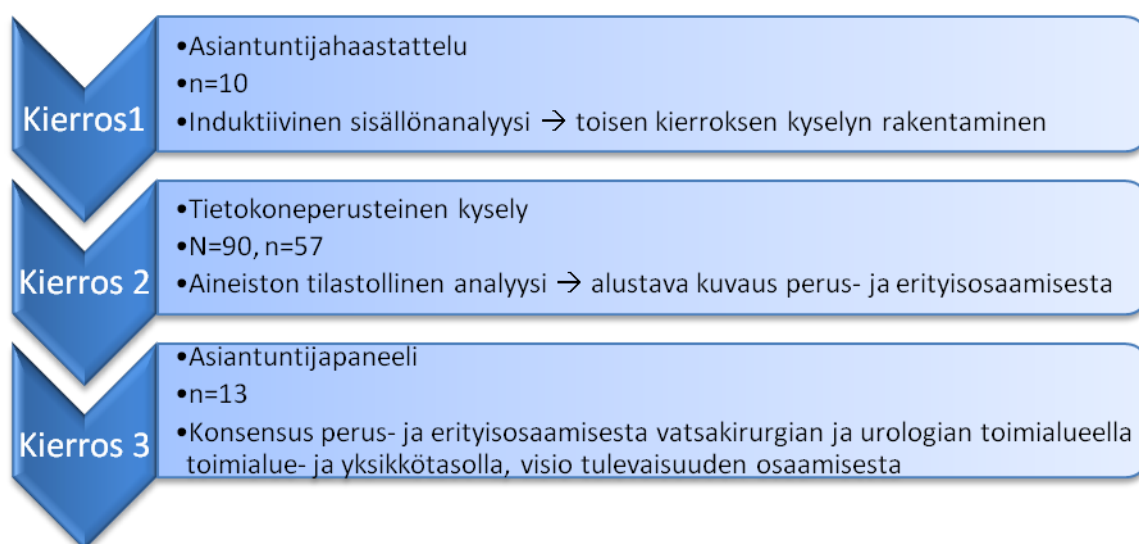 Kierros1
•Asiantuntijahaastattelu
•n=10
•Induktiivinen sisällönanalyysi → toisen kierroksen kyselyn rakentaminen
Kierros 2
•Tietokoneperusteinen kysely
•N=90, n=57
•Aineiston tilastollinen analyysi → alustava kuvaus perus- ja erityisosaamisesta
Kierros 3
•Asiantuntijapaneeli
•n=13
•Konsensus perus- ja erityisosaamisesta vatsakirurgian ja urologian toimialueella
toimialue- ja yksikkötasolla, visio tulevaisuuden osaamisesta